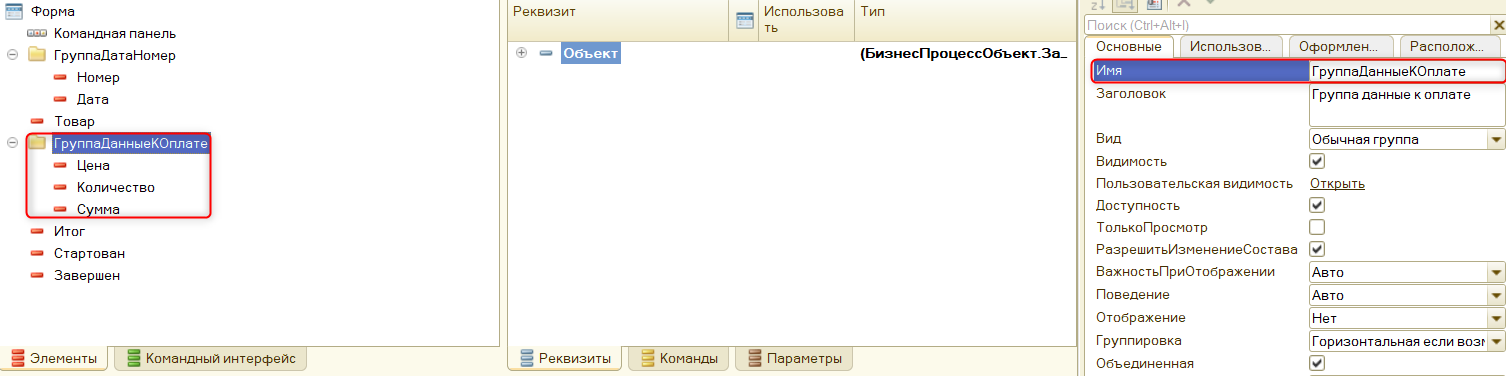 Форма
Командная панель
ГруппаДатаНомер
Номер
Дата
Товар
ГруппаДанныеКОплате
Цена
Количество
Сумма
Итог
Стартован
Завершен
Элементы
Командный интерфейс
Реквизит
Использова
ть
Тип
Объект
(БизнесПроцессОбъект.За...
Реквизиты
Команды
Параметры
Поиск (Ctrl+Alt+I)
Основные
Использов...
Оформлен...
Располож...
Имя
ГруппаДанныеКОплате
Заголовок
Группа данные к оплате
Вид
Обычная группа
Видимость
Пользовательская видимость
Открыть
Доступность
ТолькоПросмотр
РазрешитьИзменениеСостава
ВажностьПриОтображении
Авто
Поведение
Авто
Отображение
Нет
Группировка
Горизонтальная если возм
Объединенная